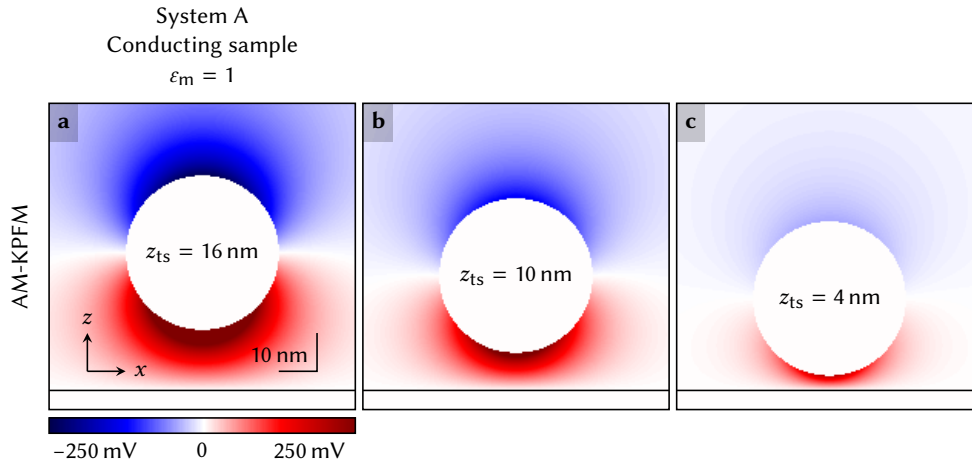 System A
Conducting sample
εm = 1
a
b
c
AM-KPFM
zts = 16 nm
zts = 10 nm
zts = 4 nm
z
x
10 nm
−250 mV 0 250 mV